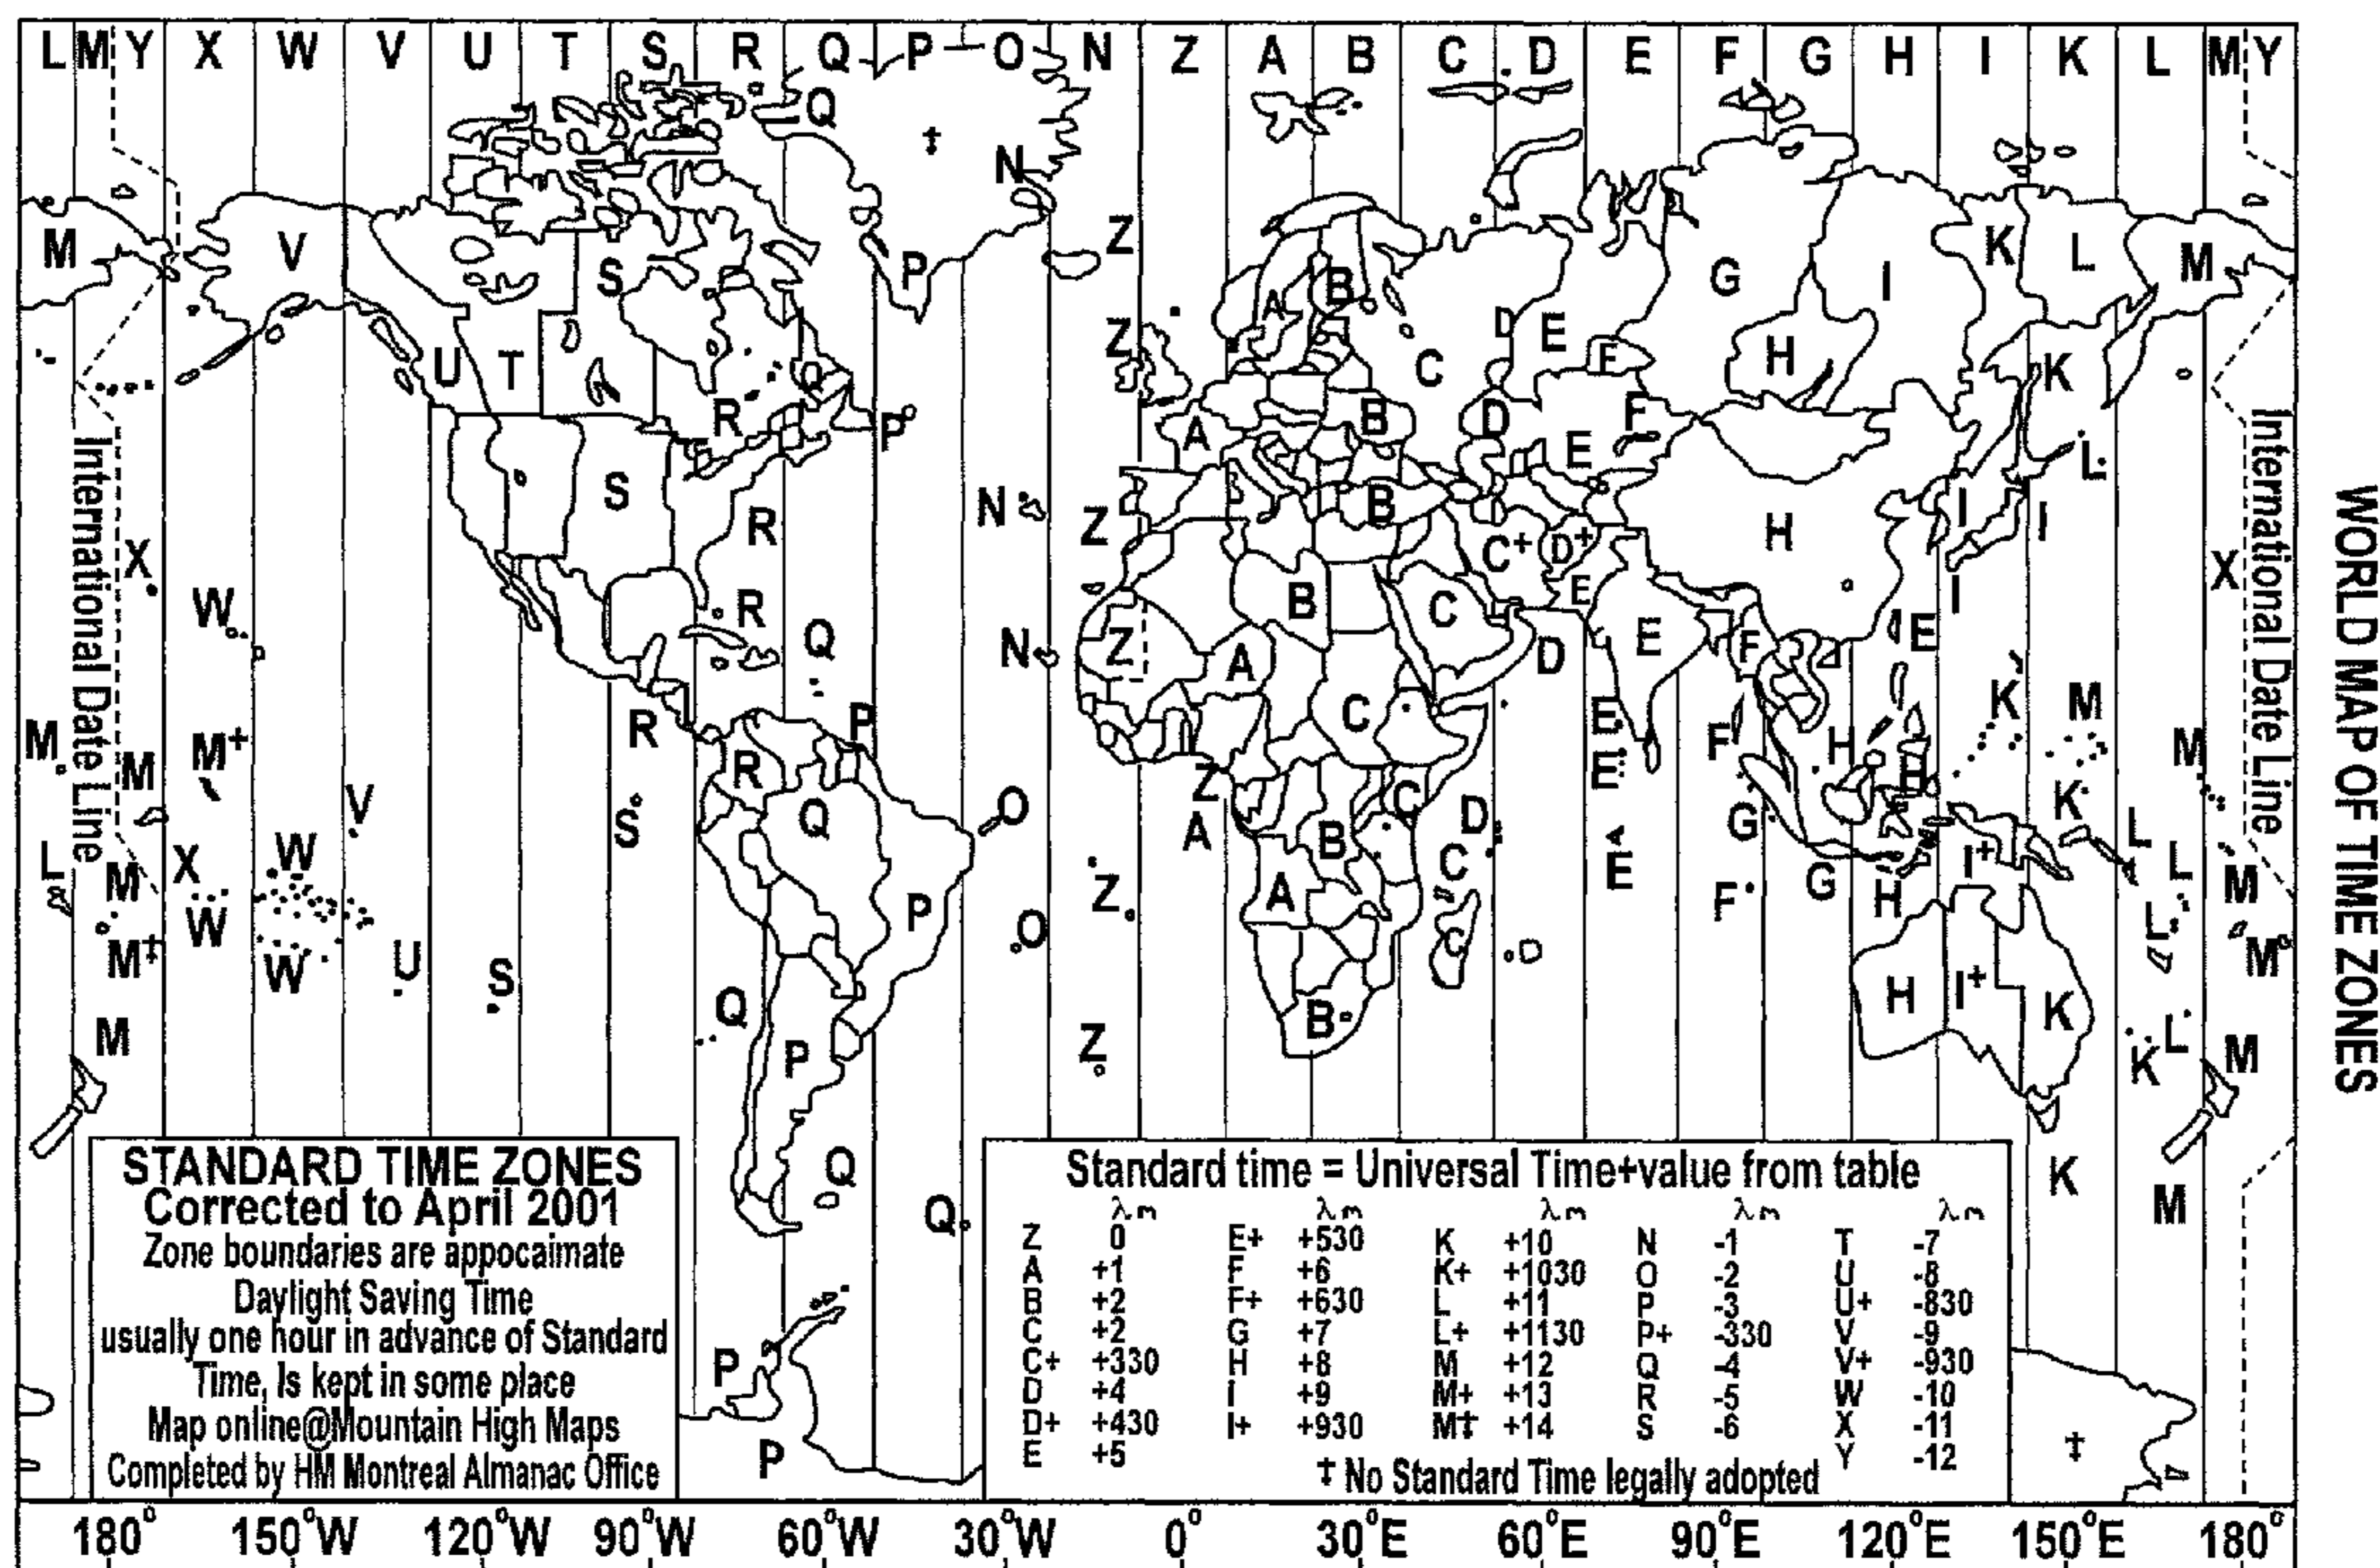 L M Y X W V U T S R Q P O N Z A B C D E F G H I K L M Y
Q
‡
N
Z
M V S P A B G I K L M
Z
U T R Q P
D E F H C K
A B D F E L
S R N Z B I I
X C+ D+ E H X
W R Q N Z A B C D E F E I
R P C E F K M
M M M+ R Z E H H M
V S Q O A B C D G K L
L M X W A C E F G H I+ L M
M‡ W W U S P O Z C D H I+ K L M
M Q P Z B K L M
Q Q K M
P P ‡
International Date Line
International Date Line
WORLD MAP OF TIME ZONES
STANDARD TIME ZONES
Corrected to April 2001
Zone boundaries are appocaimate
Daylight Saving Time
usually one hour in advance of Standard
Time, Is kept in some place
Map online@Mountain High Maps
Completed by HM Montreal Almanac Office
Standard time = Universal Time+value from table
λm λm λm λm λm
Z 0 E+ +530 K +10 N -1 T -7
A +1 F +6 K+ +1030 O -2 U -8
B +2 F+ +630 L +11 P -3 U+ -830
C +2 G +7 L+ +1130 P+ -330 V -9
C+ +330 H +8 M +12 Q -4 V+ -930
D +4 I +9 M+ +13 R -5 W -10
D+ +430 I+ +930 M‡ +14 S -6 X -11
E +5 Y -12
‡ No Standard Time legally adopted
180° 150°W 120°W 90°W 60°W 30°W 0° 30°E 60°E 90°E 120°E 150°E 180°